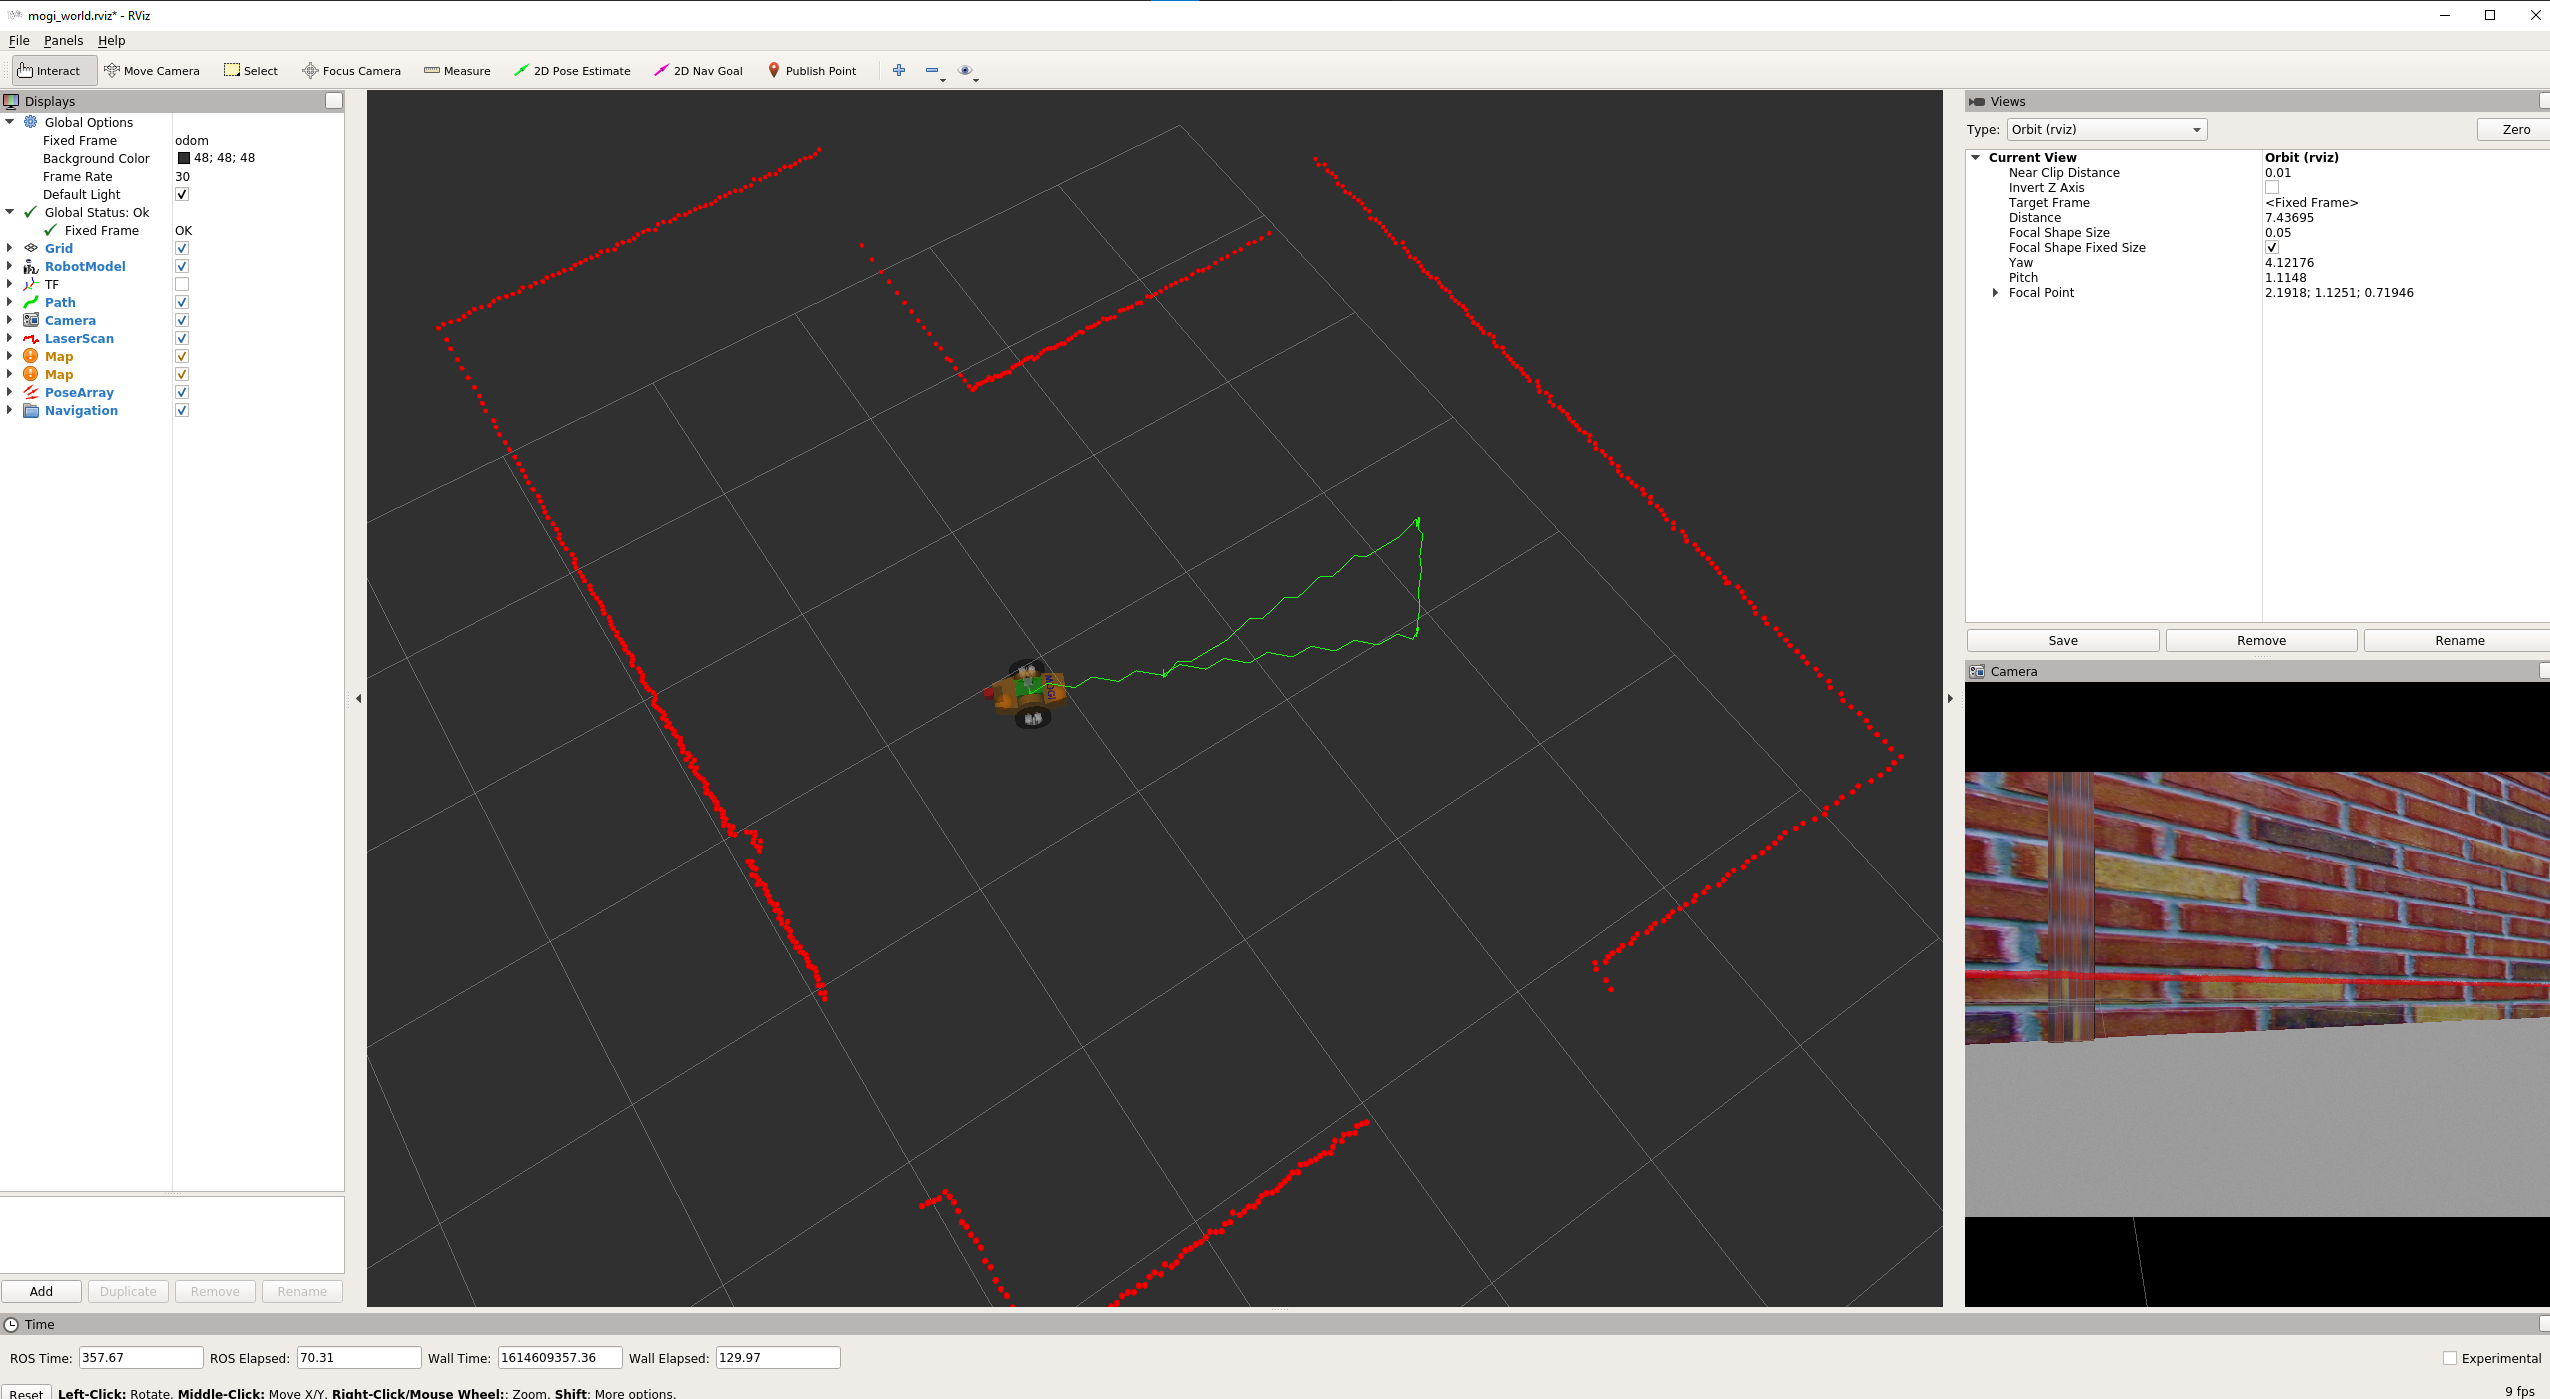 mogi_world.rviz* - RViz
File Panels Help
Interact Move Camera Select Focus Camera Measure 2D Pose Estimate 2D Nav Goal Publish Point
Displays
Global Options
Fixed Frame odom
Background Color 48; 48; 48
Frame Rate 30
Default Light
Global Status: Ok
Fixed Frame OK
Grid
RobotModel
TF
Path
Camera
LaserScan
Map
Map
PoseArray
Navigation
Add Duplicate Remove Rename
Views
Type: Orbit (rviz) Zero
Current View Orbit (rviz)
Near Clip Distance 0.01
Invert Z Axis
Target Frame <Fixed Frame>
Distance 7.43695
Focal Shape Size 0.05
Focal Shape Fixed Size
Yaw 4.12176
Pitch 1.1148
Focal Point 2.1918; 1.1251; 0.71946
Save Remove Rename
Camera
Time
ROS Time: 357.67 ROS Elapsed: 70.31 Wall Time: 1614609357.36 Wall Elapsed: 129.97 Experimental
Reset Left-Click: Rotate. Middle-Click: Move X/Y. Right-Click/Mouse Wheel:: Zoom. Shift: More options. 9 fps